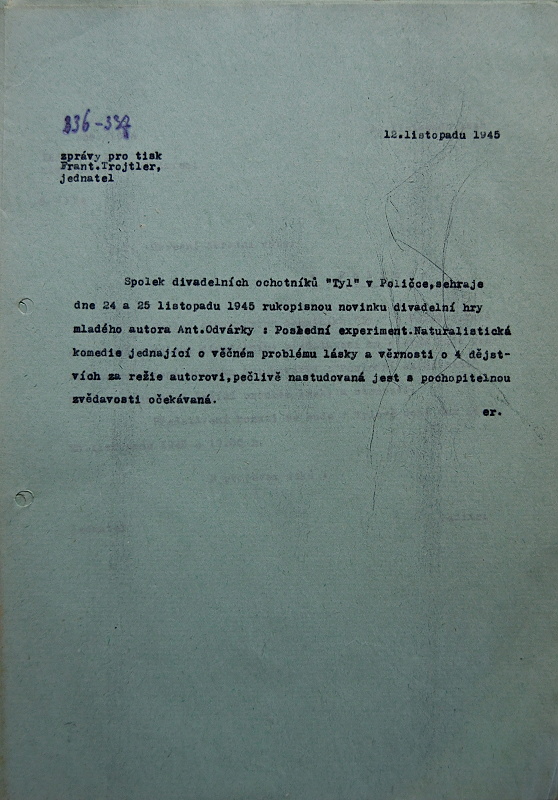 336-337
12.listopadu 1945
zprávy pro tisk
Frant.Trojtler,
jednatel
Spolek divadelních ochotníků "Tyl" v Poličce,sehraje
dne 24 a 25 listopadu 1945 rukopisnou novinku divadelní hry
mladého autora Ant.Odvárky : Poslední experiment.Naturalistická
komedie jednající o věčném problému lásky a věrnosti o 4 dějst-
vích za režie autorovi,pečlivě nastudovaná jest s pochopitelnou
zvědavosti očekávaná.
er.